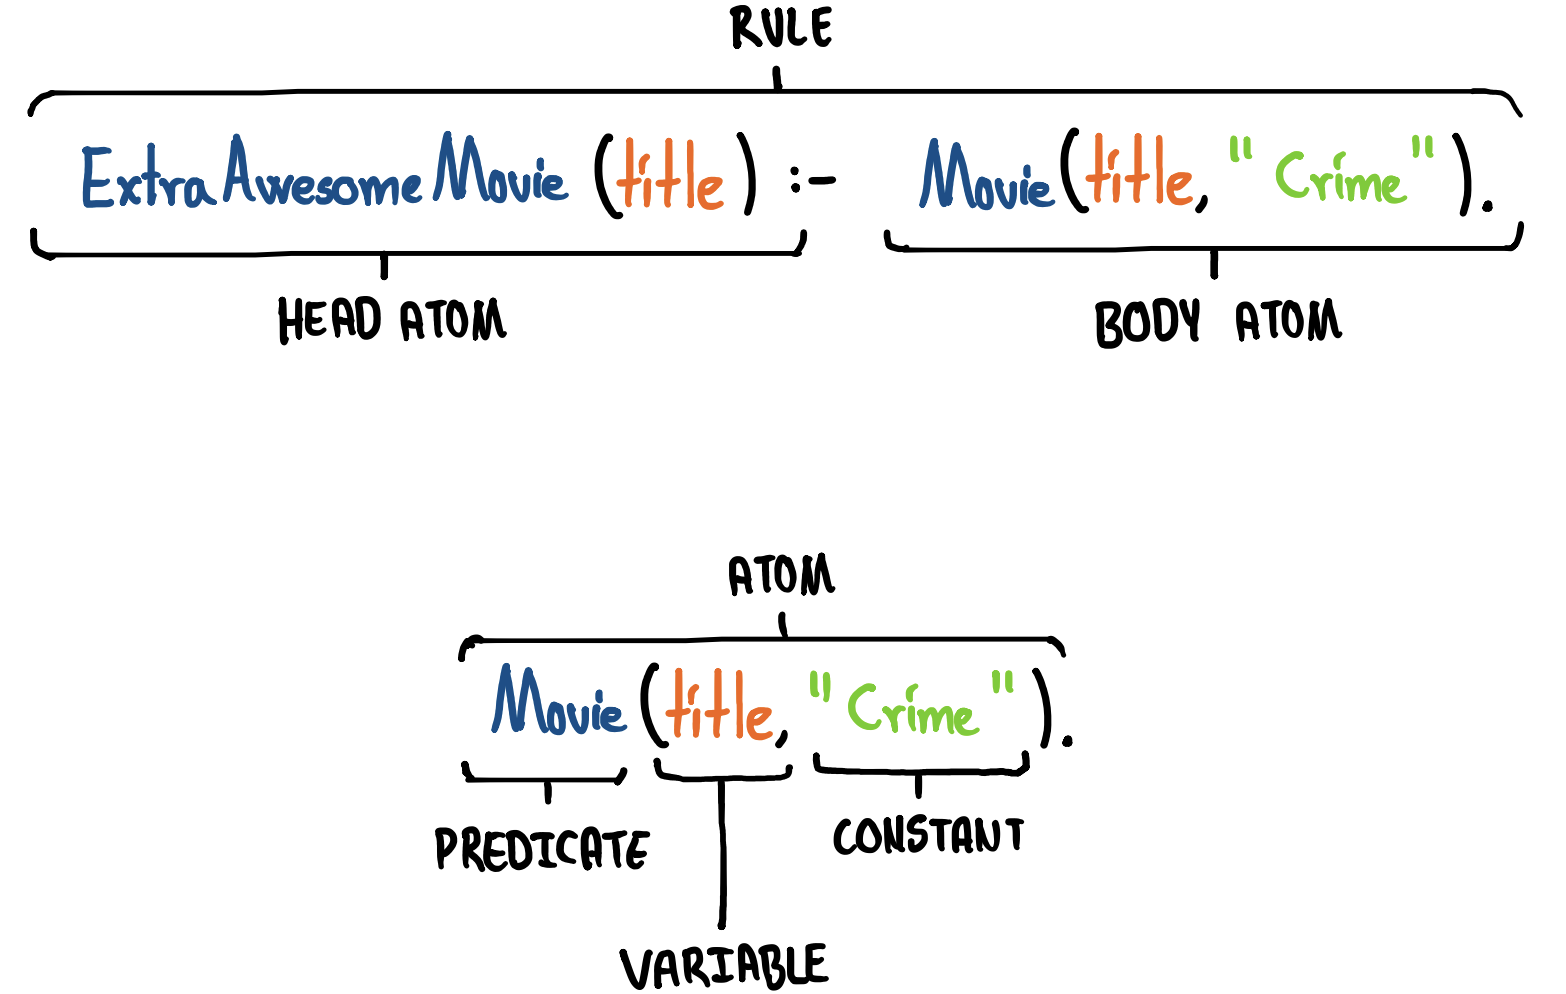 RULE
ExtraAwesomeMovie (title) :- Movie(title, "Crime").
HEAD ATOM BODY ATOM
ATOM
Movie (title, "Crime").
PREDICATE CONSTANT
VARIABLE